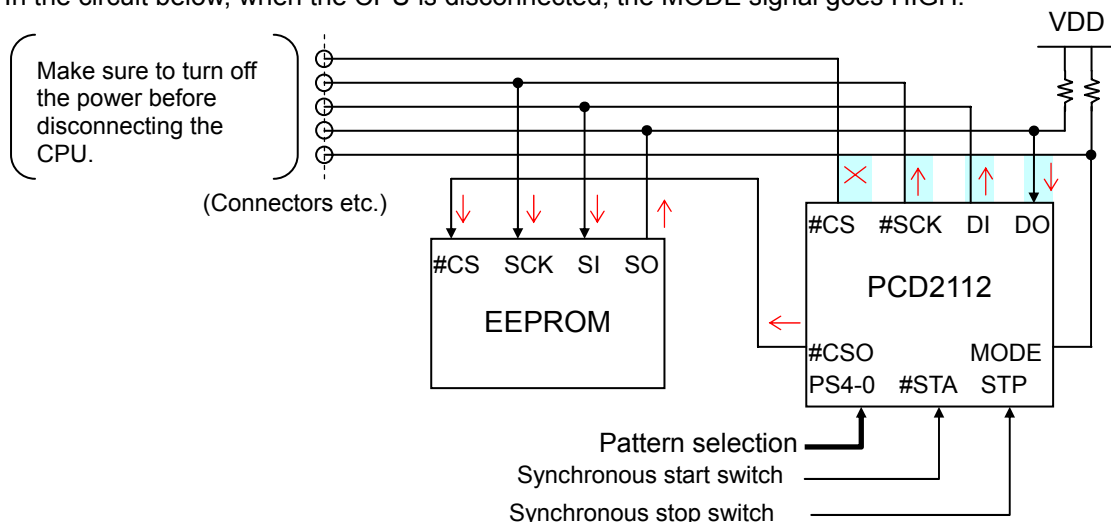 In the circuit below, when the CPU is disconnected, the MODE signal goes HIGH.
VDD
Make sure to turn off
the power before
disconnecting the
CPU.
(Connectors etc.)
#CS #SCK DI DO
#CS SCK SI SO
PCD2112
EEPROM
#CSO MODE
PS4-0 #STA STP
Pattern selection
Synchronous start switch
Synchronous stop switch